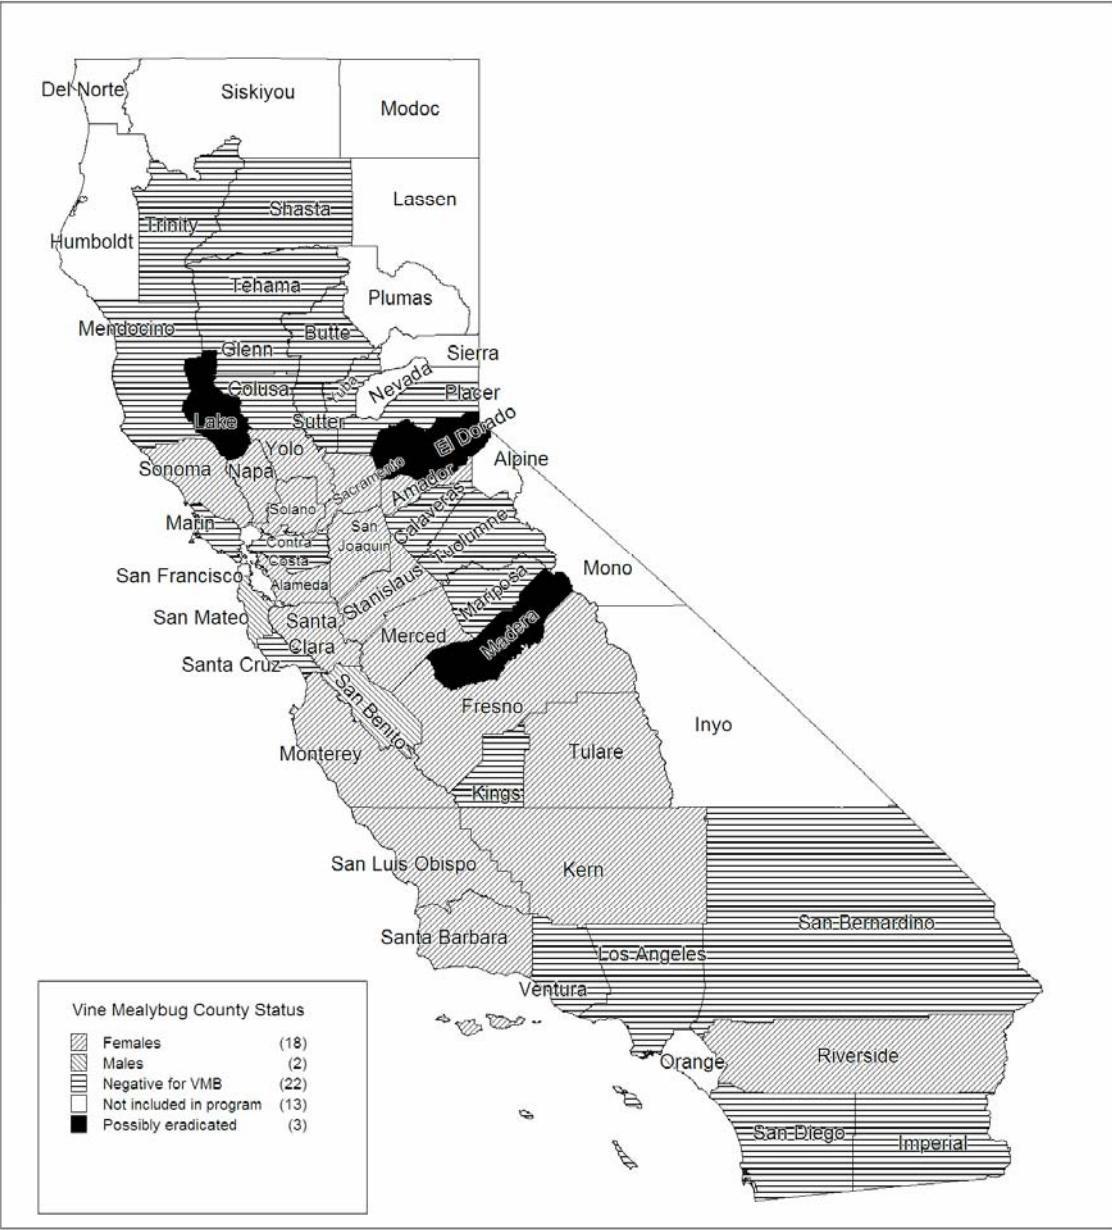 Del Norte
Siskiyou
Modoc
Lassen
Shasta
Trinity
Humboldt
Tehama
Plumas
Mendocino
Butte
Glenn
Sierra
Nevada
Yuba
Colusa
Placer
Lake
Sutter
El Dorado
Yolo
Alpine
Sonoma
Napa
Sacramento
Amador
Solano
Calaveras
Marin
San
Joaquin
Tuolumne
Contra
Costa
San Francisco
Alameda
Mono
Stanislaus
Mariposa
San Mateo
Santa
Clara
Merced
Madera
Santa Cruz
San Benito
Fresno
Inyo
Monterey
Tulare
Kings
San Luis Obispo
Kern
San Bernardino
Santa Barbara
Los Angeles
Ventura
Orange
Riverside
San Diego
Imperial
Vine Mealybug County Status
Females (18)
Males (2)
Negative for VMB (22)
Not included in program (13)
Possibly eradicated (3)